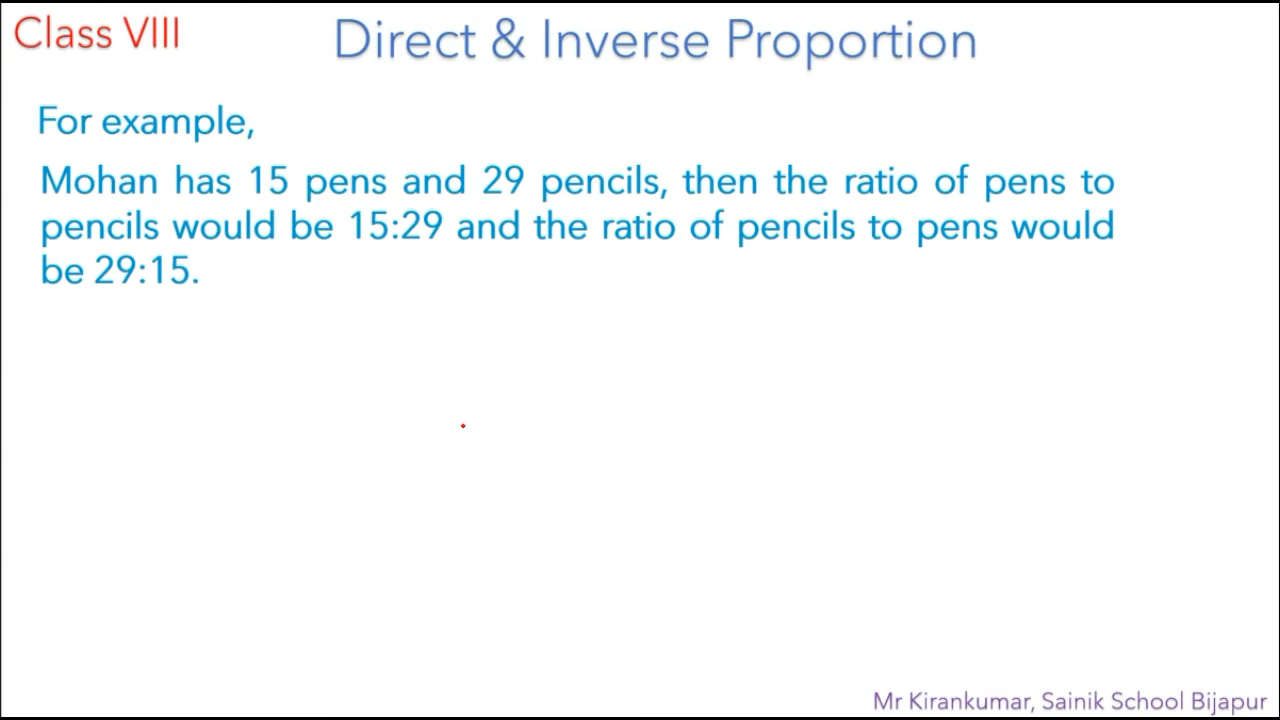 Class VIII
Direct & Inverse Proportion
For example,
Mohan has 15 pens and 29 pencils, then the ratio of pens to
pencils would be 15:29 and the ratio of pencils to pens would
be 29:15.
Mr Kirankumar, Sainik School Bijapur